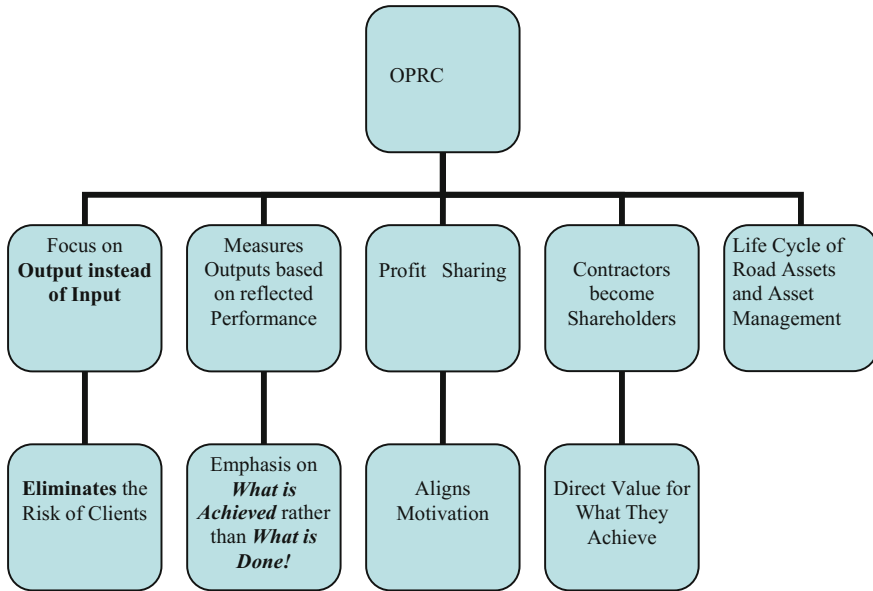 OPRC
Focus on
Output instead
of Input
Measures
Outputs based
on reflected
Performance
Profit Sharing
Contractors
become
Shareholders
Life Cycle of
Road Assets
and Asset
Management
Eliminates the
Risk of Clients
Emphasis on
What is
Achieved rather
than What is
Done!
Aligns
Motivation
Direct Value for
What They
Achieve